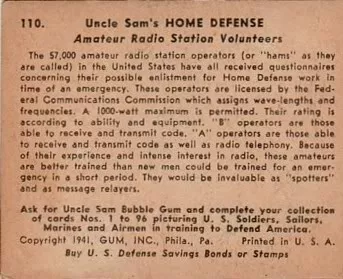 110. Uncle Sam's HOME DEFENSE
Amateur Radio Station Volunteers
The 57,000 amateur radio station operators (or "hams" as they
are called) in the United States have all received questionnaires
concerning their possible enlistment for Home Defense work in
time of an emergency. These operators are licensed by the Fed-
eral Communications Commission which assigns wave-lengths and
frequencies. A 1000-watt maximum is permitted. Their rating is
according to ability and equipment. "B" operators are those
able to receive and transmit code. "A" operators are those able
to receive and transmit code as well as radio telephony. Because
of their experience and intense interest in radio, these amateurs
are better trained than new men could be trained for an emer-
gency in a short period. They would be invaluable as "spotters"
and as message relayers.
Ask for Uncle Sam Bubble Gum and complete your collection
of cards Nos. 1 to 96 picturing U. S. Soldiers, Sailors,
Marines and Airmen in training to Defend America.
Copyright 1941, GUM, INC., Phila., Pa. Printed in U. S. A.
Buy U. S. Defense Savings Bonds or Stamps